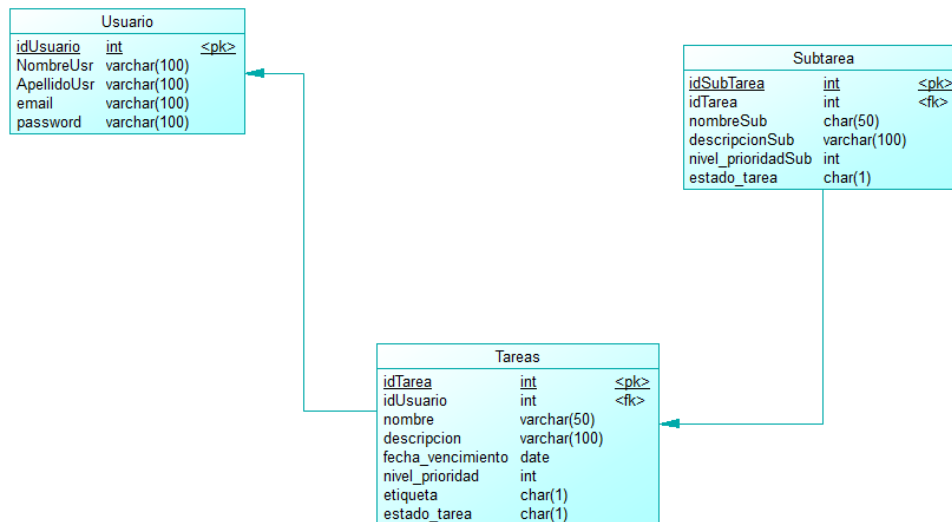 Usuario
idUsuario int <pk>
NombreUsr varchar(100)
ApellidoUsr varchar(100)
email varchar(100)
password varchar(100)
Subtarea
idSubTarea int <pk>
idTarea int <fk>
nombreSub char(50)
descripcionSub varchar(100)
nivel_prioridadSub int
estado_tarea char(1)
Tareas
idTarea int <pk>
idUsuario int <fk>
nombre varchar(50)
descripcion varchar(100)
fecha_vencimiento date
nivel_prioridad int
etiqueta char(1)
estado_tarea char(1)